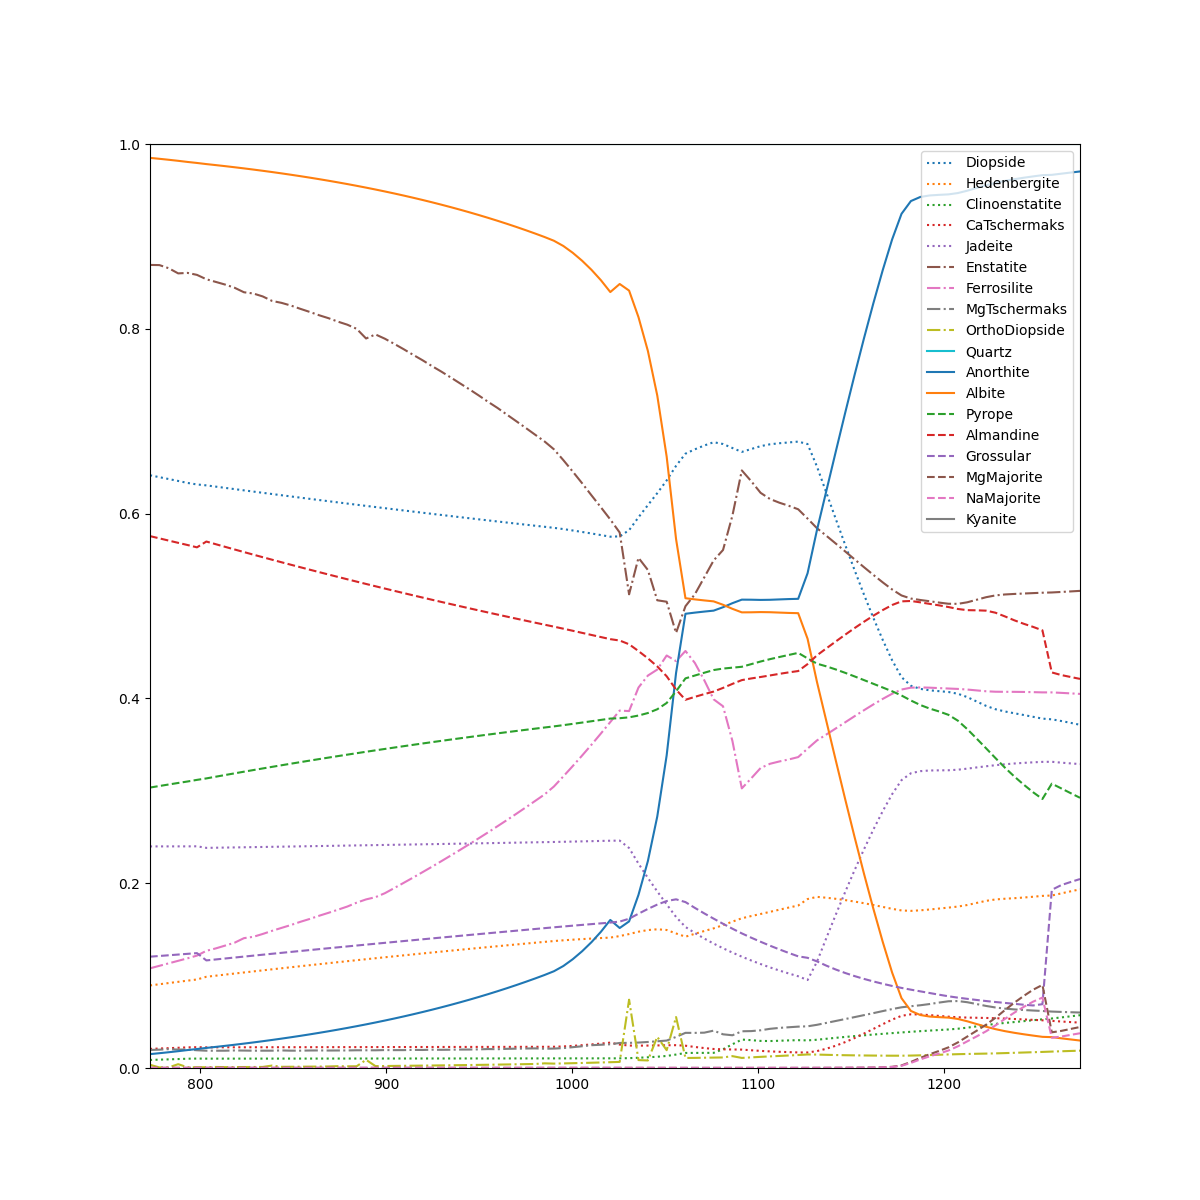 1.0
0.8
0.6
0.4
0.2
0.0
800 900 1000 1100 1200
Diopside
Hedenbergite
Clinoenstatite
CaTschermaks
Jadeite
Enstatite
Ferrosilite
MgTschermaks
OrthoDiopside
Quartz
Anorthite
Albite
Pyrope
Almandine
Grossular
MgMajorite
NaMajorite
Kyanite